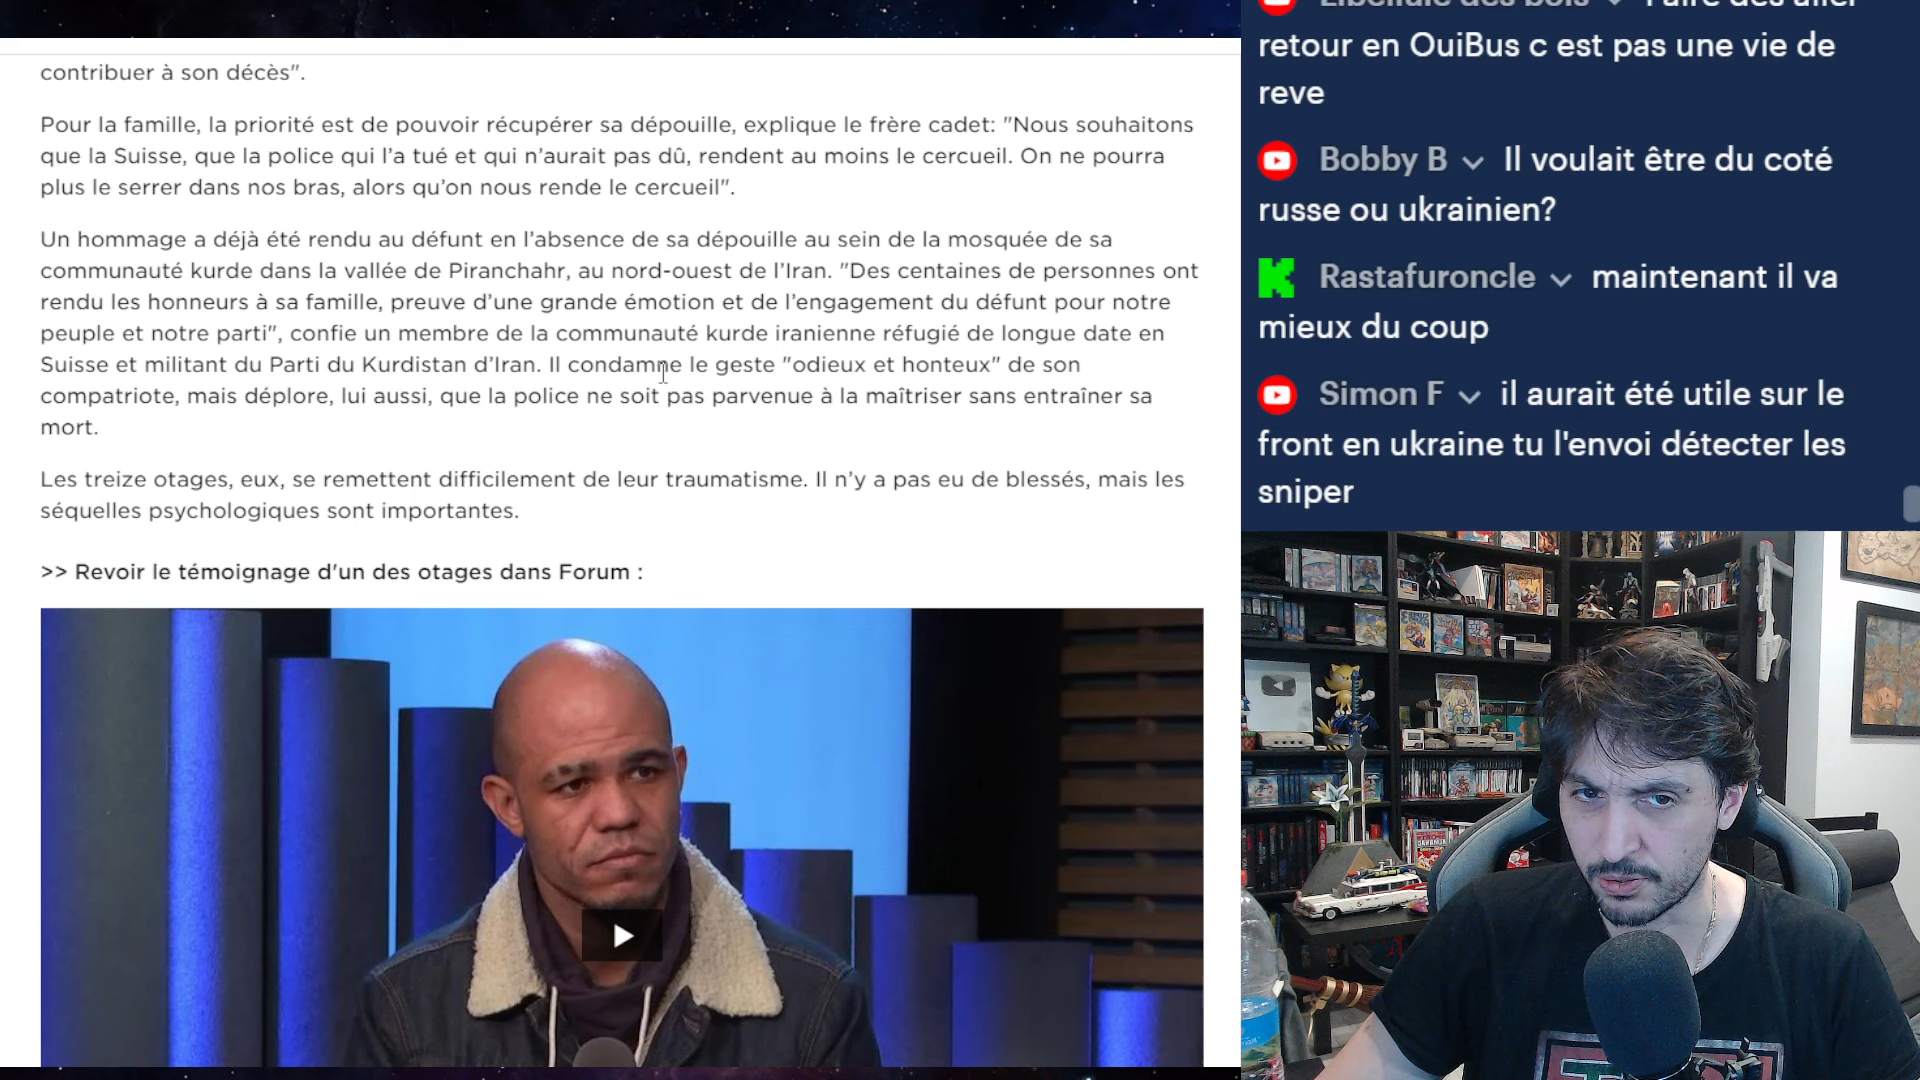 contribuer à son décès".
Pour la famille, la priorité est de pouvoir récupérer sa dépouille, explique le frère cadet: "Nous souhaitons
que la Suisse, que la police qui l’a tué et qui n’aurait pas dû, rendent au moins le cercueil. On ne pourra
plus le serrer dans nos bras, alors qu’on nous rende le cercueil".
Un hommage a déjà été rendu au défunt en l’absence de sa dépouille au sein de la mosquée de sa
communauté kurde dans la vallée de Piranchahr, au nord-ouest de l’Iran. "Des centaines de personnes ont
rendu les honneurs à sa famille, preuve d’une grande émotion et de l’engagement du défunt pour notre
peuple et notre parti", confie un membre de la communauté kurde iranienne réfugié de longue date en
Suisse et militant du Parti du Kurdistan d’Iran. Il condamne le geste "odieux et honteux" de son
compatriote, mais déplore, lui aussi, que la police ne soit pas parvenue à la maîtriser sans entraîner sa
mort.
Les treize otages, eux, se remettent difficilement de leur traumatisme. Il n’y a pas eu de blessés, mais les
séquelles psychologiques sont importantes.
>> Revoir le témoignage d'un des otages dans Forum :
Libellule des bois Faire des aller
retour en OuiBus c est pas une vie de
reve
Bobby B Il voulait être du coté
russe ou ukrainien?
Rastafuroncle maintenant il va
mieux du coup
Simon F il aurait été utile sur le
front en ukraine tu l'envoi détecter les
sniper